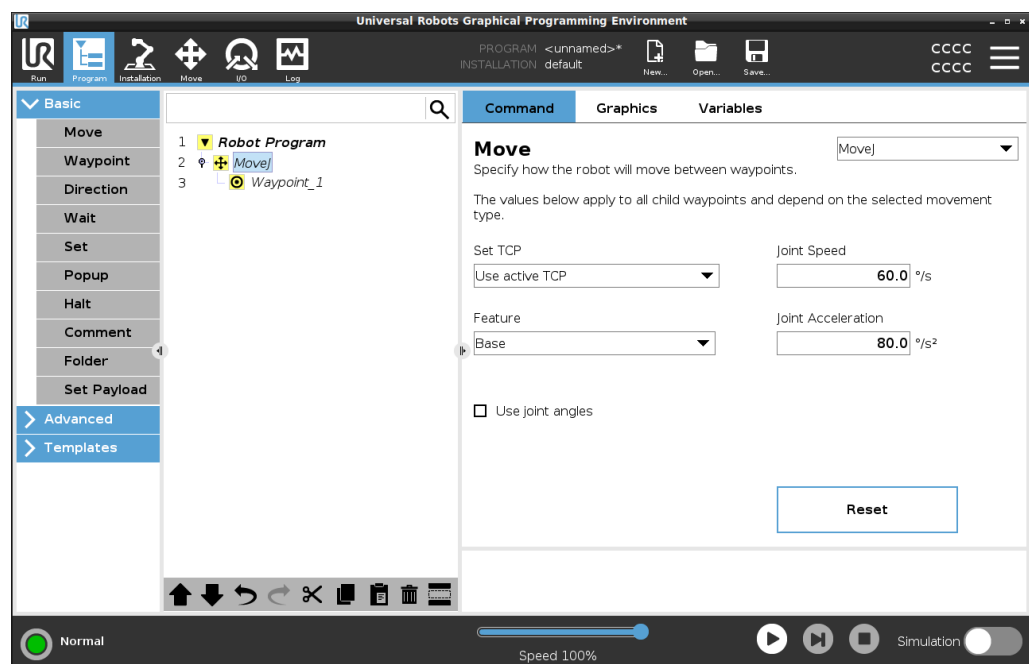 Universal Robots Graphical Programming Environment
UR
PROGRAM <unnamed>*
INSTALLATION default
Run
Program
Installation
Move
I/O
Log
New...
Open...
Save...
cccc
cccc
Basic
Move
Waypoint
Direction
Wait
Set
Popup
Halt
Comment
Folder
Set Payload
Advanced
Templates
1 Robot Program
2 MoveJ
3 Waypoint_1
Command Graphics Variables
Move
MoveJ
Specify how the robot will move between waypoints.
The values below apply to all child waypoints and depend on the selected movement
type.
Set TCP
Joint Speed
Use active TCP
60.0 °/s
Feature
Joint Acceleration
Base
80.0 °/s²
Use joint angles
Reset
Normal
Speed 100%
Simulation